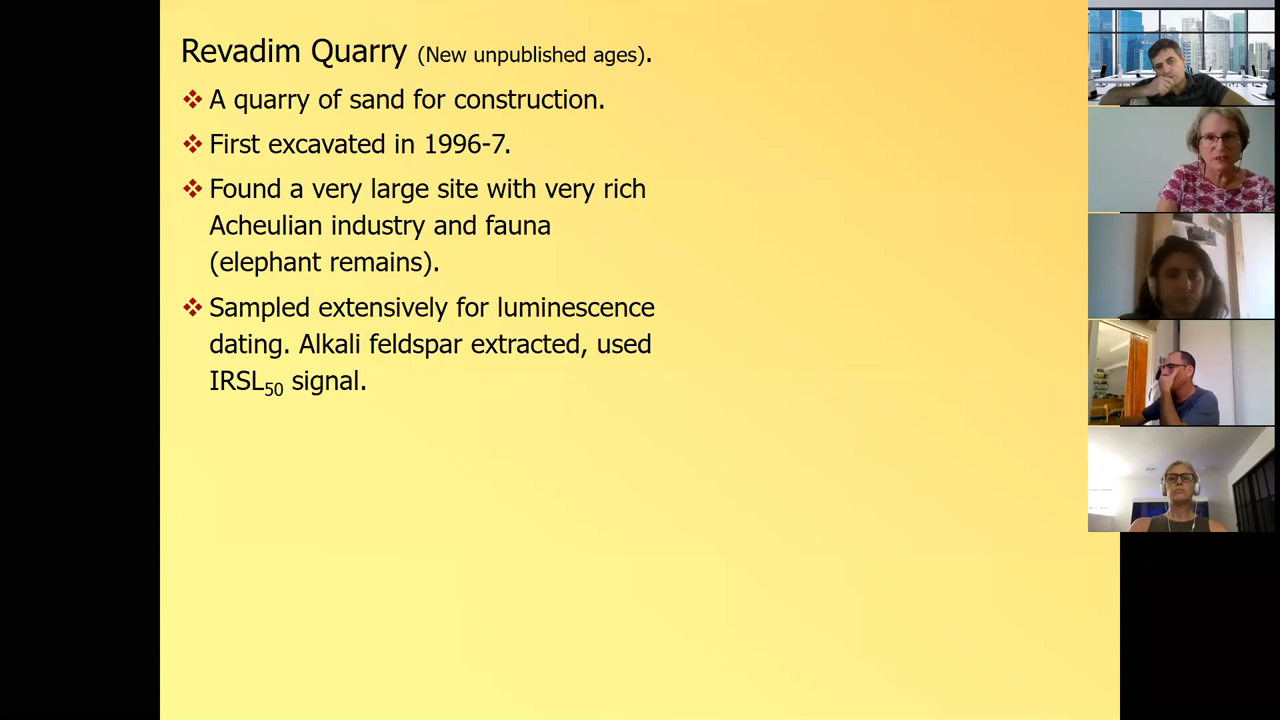 Revadim Quarry (New unpublished ages).
❖ A quarry of sand for construction.
❖ First excavated in 1996-7.
❖ Found a very large site with very rich
Acheulian industry and fauna
(elephant remains).
❖ Sampled extensively for luminescence
dating. Alkali feldspar extracted, used
IRSL50 signal.